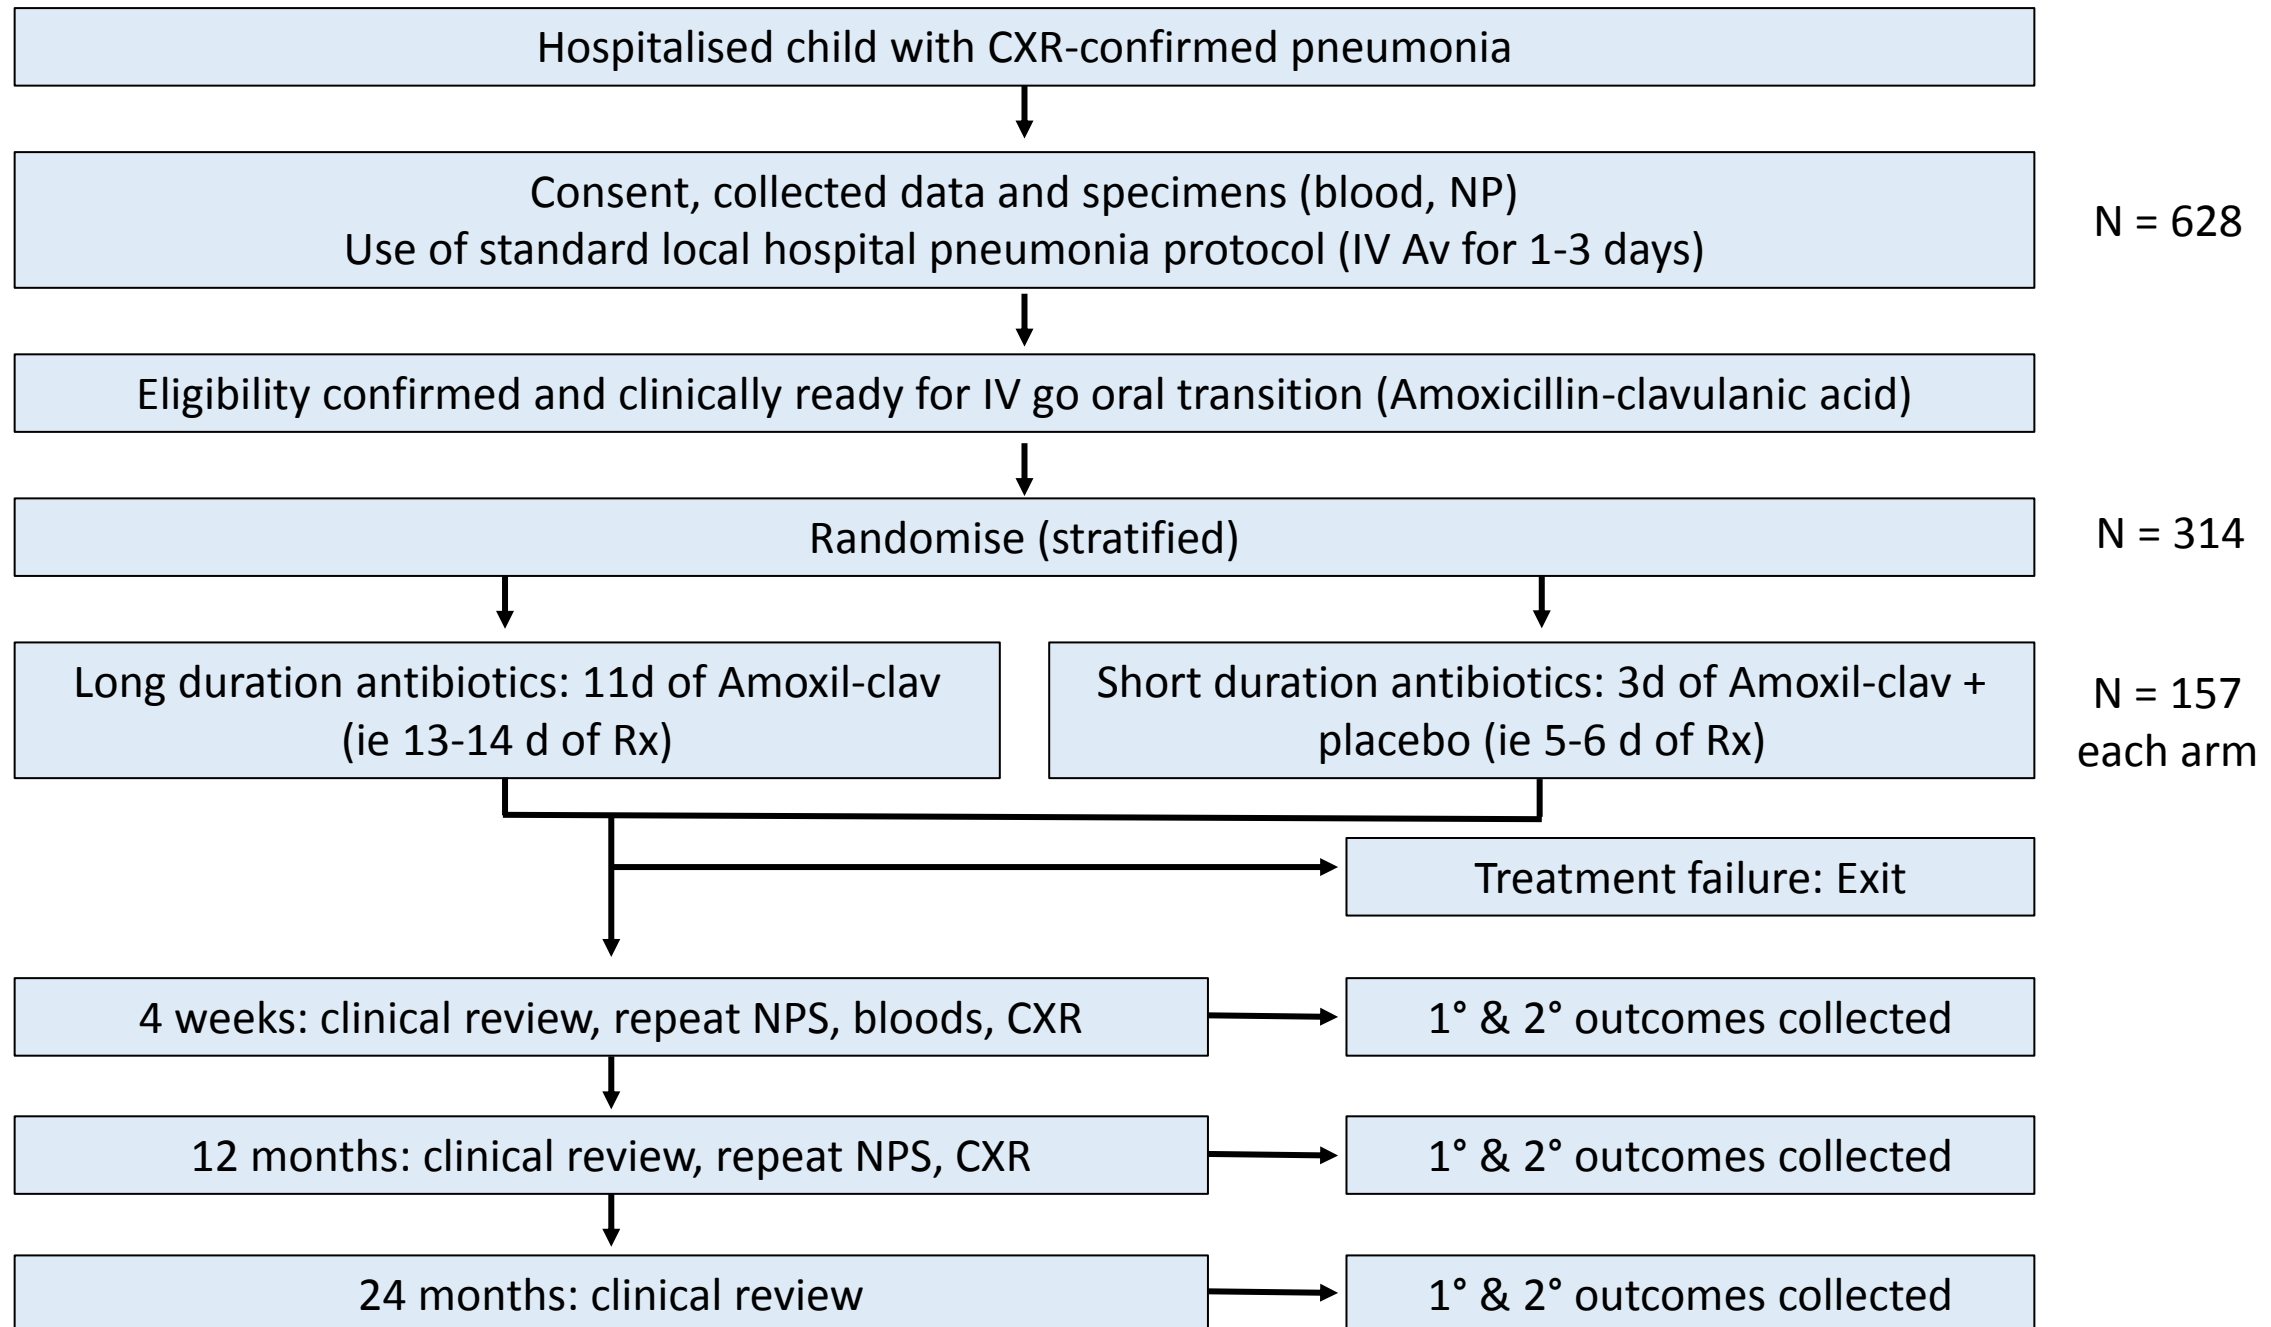 Hospitalised child with CXR-confirmed pneumonia
Consent, collected data and specimens (blood, NP)
Use of standard local hospital pneumonia protocol (IV Av for 1-3 days)
N = 628
Eligibility confirmed and clinically ready for IV go oral transition (Amoxicillin-clavulanic acid)
Randomise (stratified)
N = 314
Long duration antibiotics: 11d of Amoxil-clav
(ie 13-14 d of Rx)
Short duration antibiotics: 3d of Amoxil-clav +
placebo (ie 5-6 d of Rx)
N = 157
each arm
Treatment failure: Exit
4 weeks: clinical review, repeat NPS, bloods, CXR
1° & 2° outcomes collected
12 months: clinical review, repeat NPS, CXR
1° & 2° outcomes collected
24 months: clinical review
1° & 2° outcomes collected